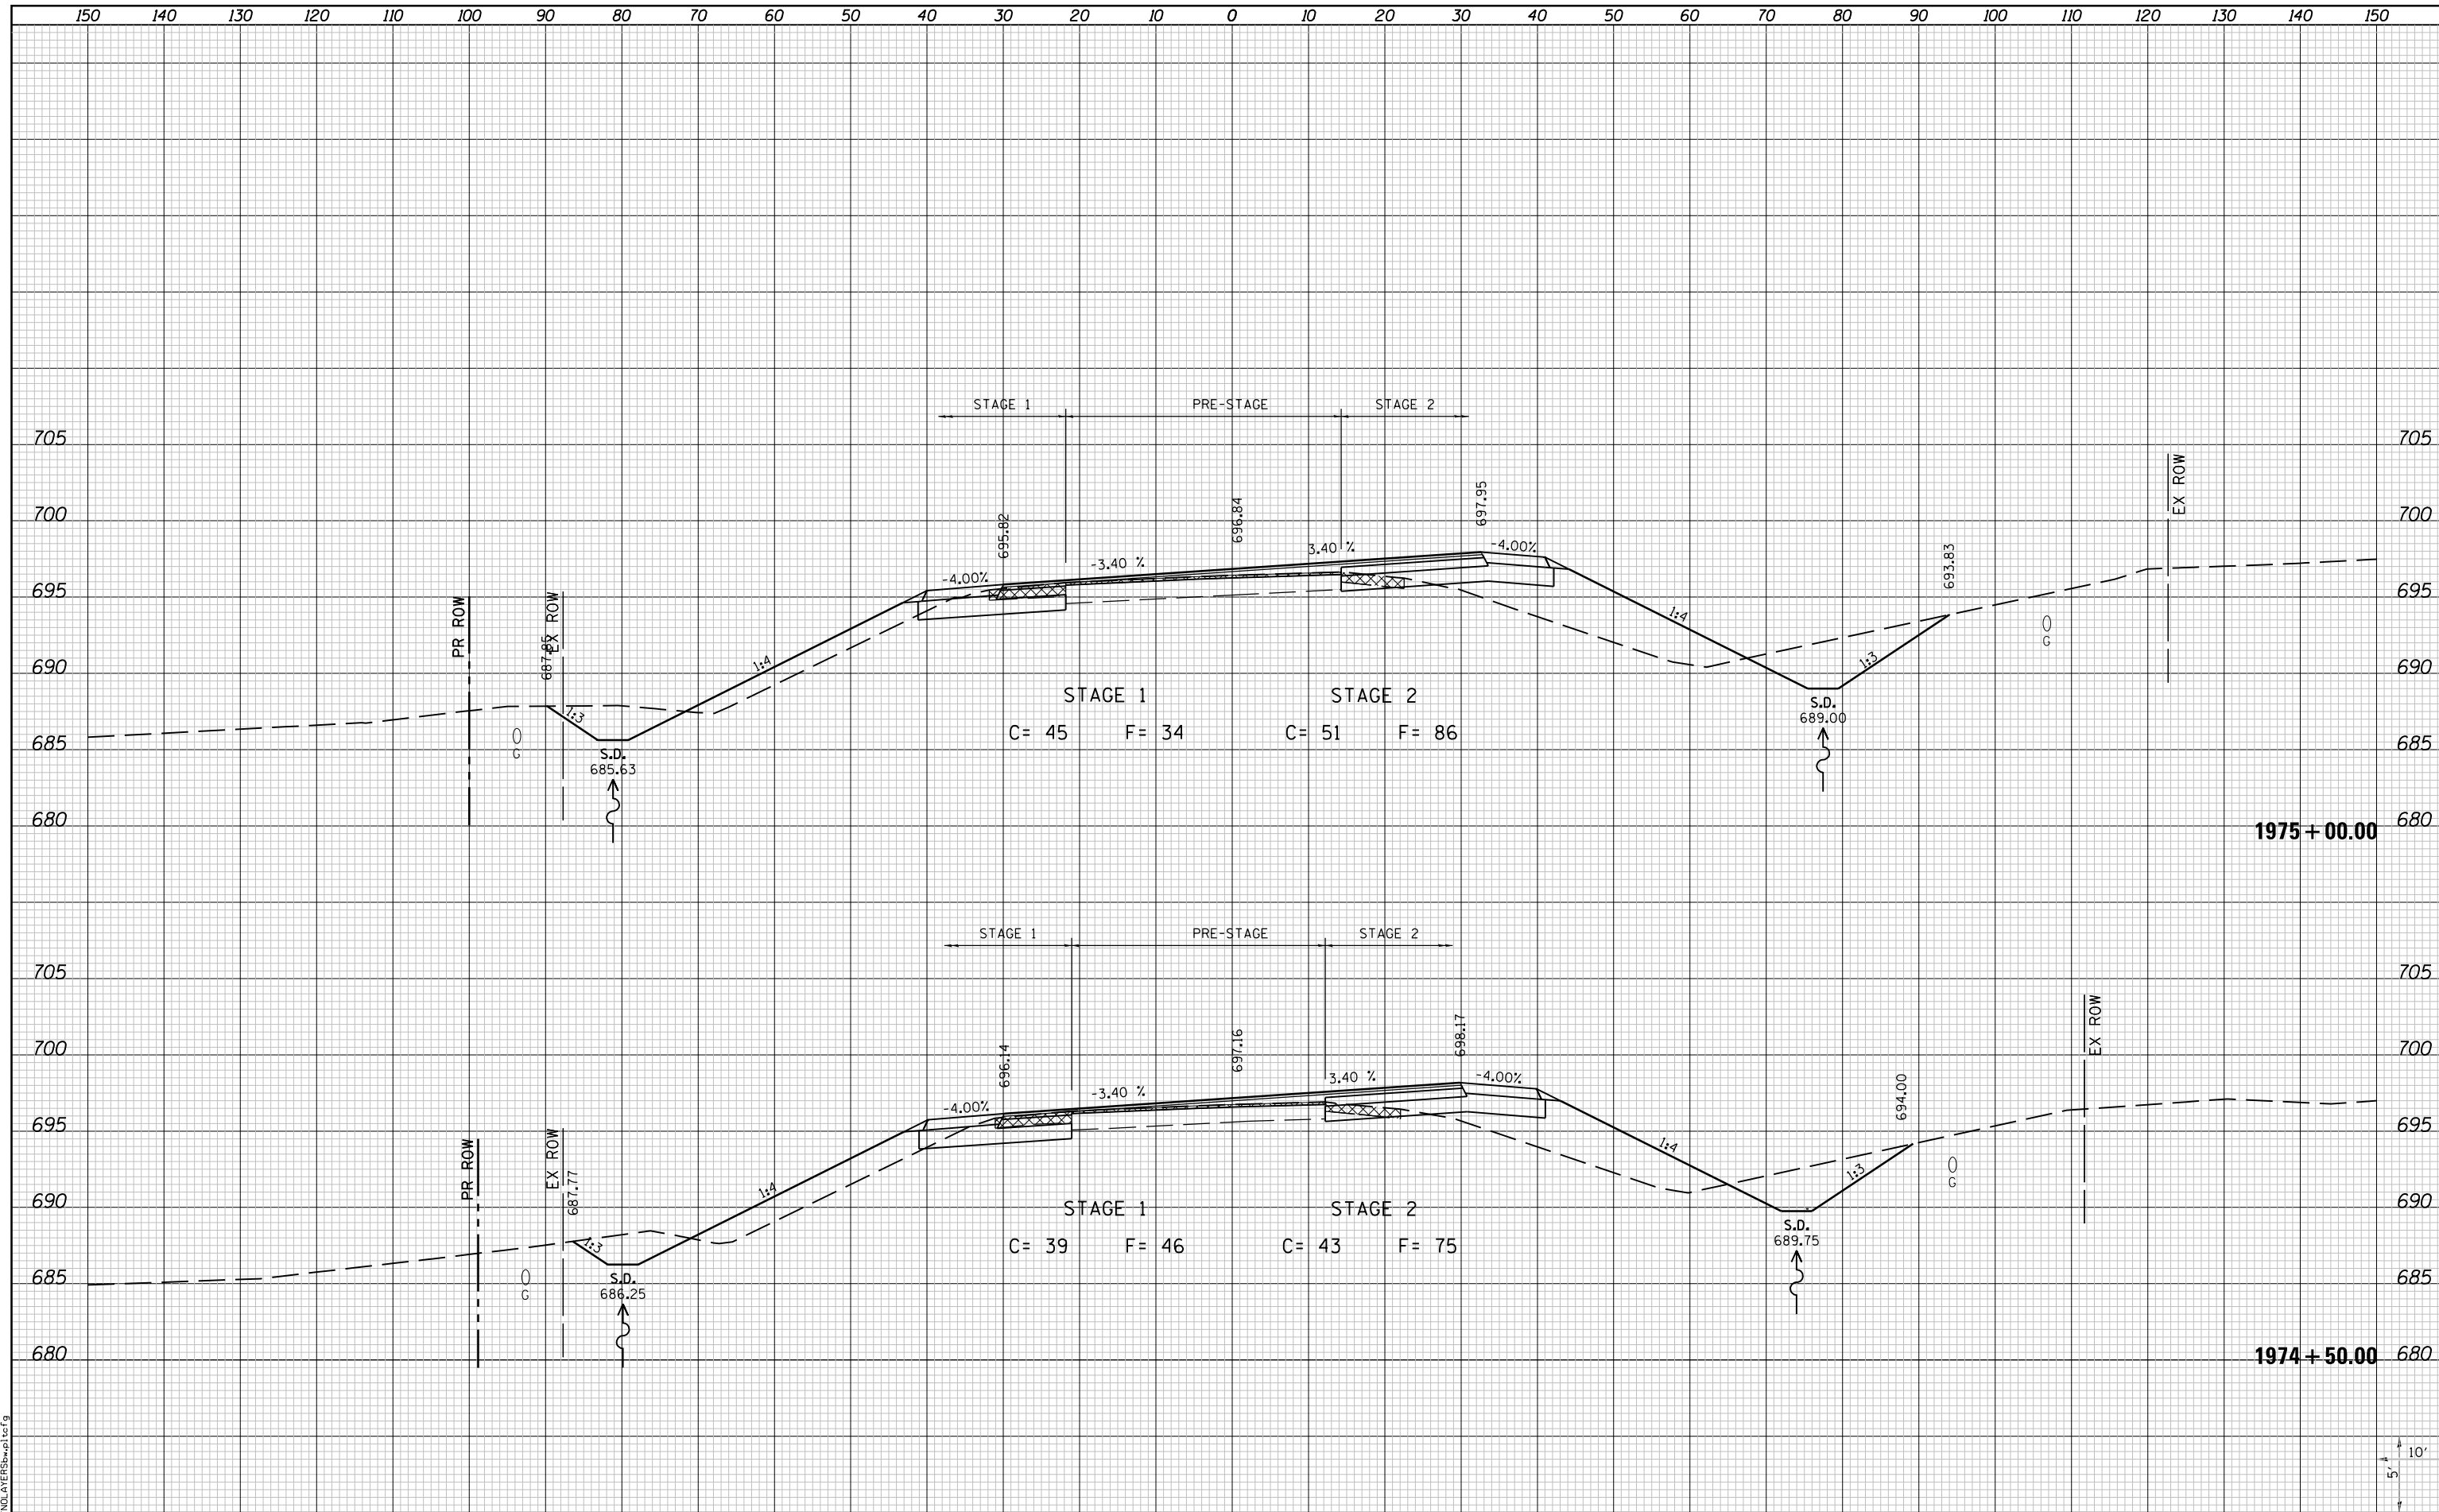 150 140 130 120 110 100 90 80 70 60 50 40 30 20 10 0 10 20 30 40 50 60 70 80 90 100 110 120 130 140 150
STAGE 1 PRE-STAGE STAGE 2
705 705
EX ROW
700 695.82 696.84 697.95 700
-4.00% -3.40 % 3.40 % -4.00% 693.83
695 PR ROW EX ROW 695
687.85 1:4 1:4
G
690 1:3 690
STAGE 1 STAGE 2
1:3 S.D.
689.00
C= 45 F= 34 C= 51 F= 86
685 G S.D. 685
685.63
680 1975+00.00 680
STAGE 1 PRE-STAGE STAGE 2
705 705
EX ROW
700 696.14 697.16 698.17 700
-4.00% -3.40 % 3.40 % -4.00% 694.00
695 695
PR ROW EX ROW 687.77 1:4 1:4 1:3
G
690 690
STAGE 1 STAGE 2
S.D.
689.75
1:3 C= 39 F= 46 C= 43 F= 75
685 S.D. 685
G 686.25
680 1974+50.00 680
10'
5'
NOLAYERSbw.pltcfg